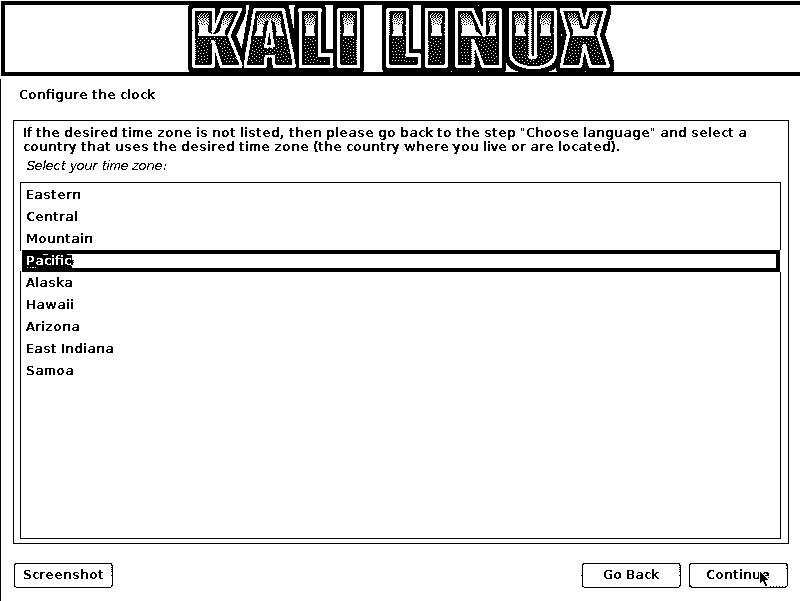 KALI LINUX
Configure the clock
If the desired time zone is not listed, then please go back to the step "Choose language" and select a
country that uses the desired time zone (the country where you live or are located).
Select your time zone:
Eastern
Central
Mountain
Pacific
Alaska
Hawaii
Arizona
East Indiana
Samoa
Screenshot
Go Back
Continue